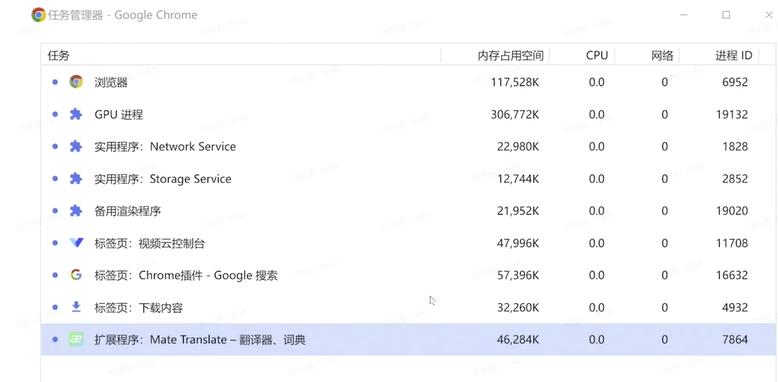 任务管理器 - Google Chrome
任务 内存占用空间 CPU 网络 进程 ID
浏览器 117,528K 0.0 0 6952
GPU 进程 306,772K 0.0 0 19132
实用程序：Network Service 22,980K 0.0 0 1828
实用程序：Storage Service 12,744K 0.0 0 2852
备用渲染程序 21,952K 0.0 0 19020
标签页：视频云控制台 47,996K 0.0 0 11708
标签页：Chrome插件 - Google 搜索 57,396K 0.0 0 16632
标签页：下载内容 32,260K 0.0 0 4932
扩展程序：Mate Translate – 翻译器、词典 46,284K 0.0 0 7864